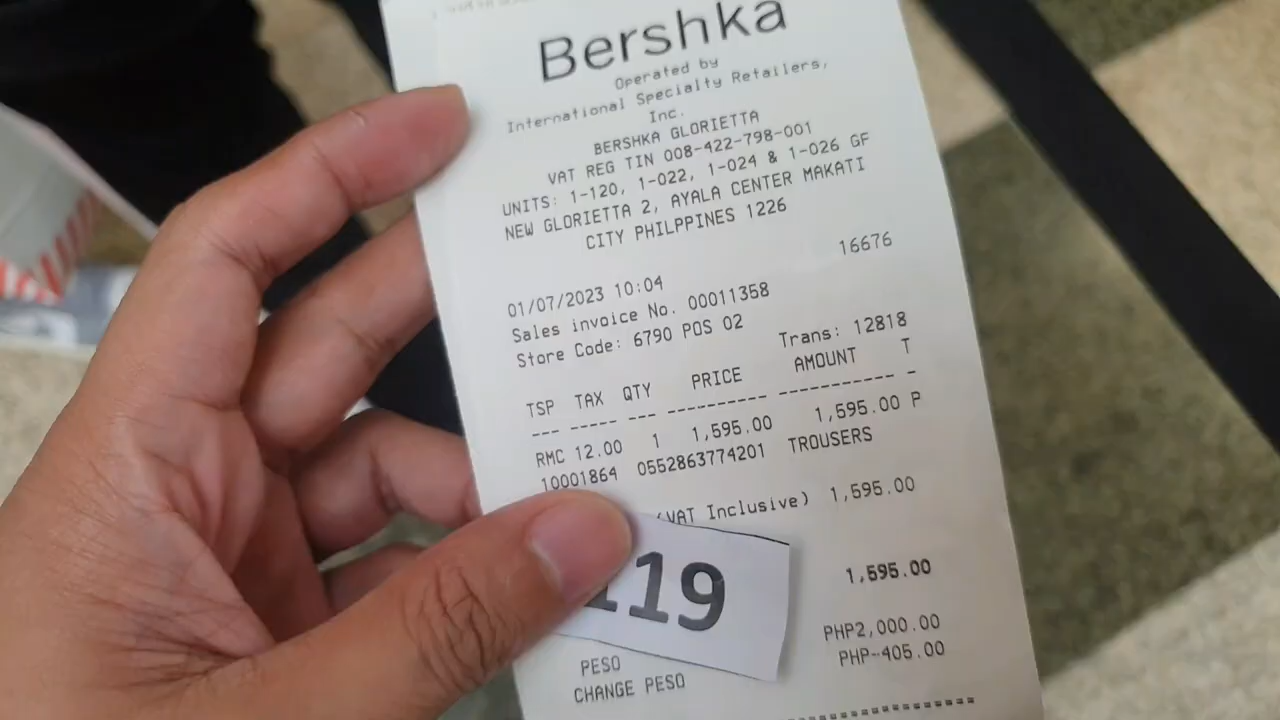 Bershka
Operated by
International Specialty Retailers,
Inc.
BERSHKA GLORIETTA
VAT REG TIN 008-422-798-001
UNITS: 1-120, 1-022, 1-024 & 1-026 GF
NEW GLORIETTA 2, AYALA CENTER MAKATI
CITY PHILPPINES 1226
16676
01/07/2023 10:04
Sales invoice No. 00011358
Store Code: 6790 POS 02
Trans: 12818
TSP TAX QTY PRICE AMOUNT T
--- ----- --- ---------- ------------ -
RMC 12.00 1 1,595.00 1,595.00 P
10001864 0552863774201 TROUSERS
(VAT Inclusive) 1,595.00
119
1,595.00
PESO PHP2,000.00
CHANGE PESO PHP-405.00